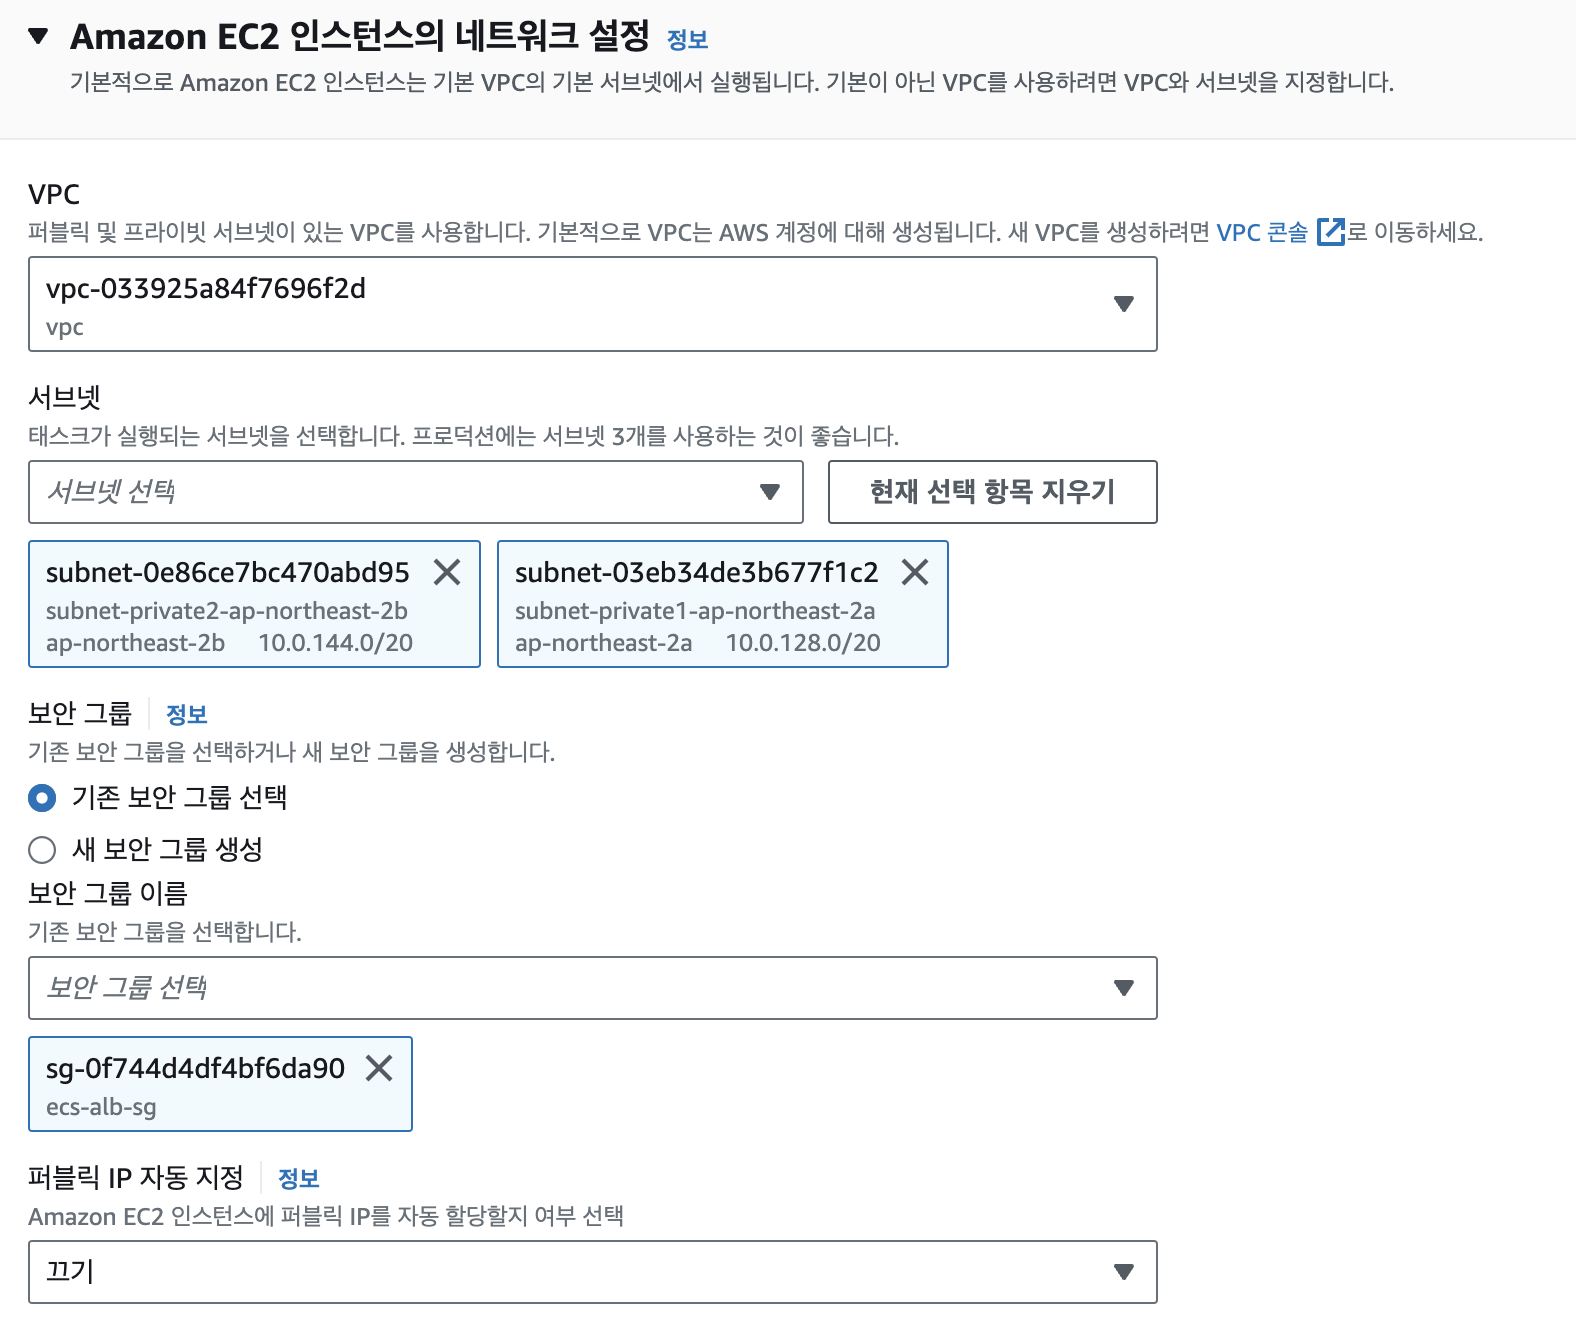 Amazon EC2 인스턴스의 네트워크 설정 정보
기본적으로 Amazon EC2 인스턴스는 기본 VPC의 기본 서브넷에서 실행됩니다. 기본이 아닌 VPC를 사용하려면 VPC와 서브넷을 지정합니다.
VPC
퍼블릭 및 프라이빗 서브넷이 있는 VPC를 사용합니다. 기본적으로 VPC는 AWS 계정에 대해 생성됩니다. 새 VPC를 생성하려면 VPC 콘솔 로 이동하세요.
vpc-033925a84f7696f2d
vpc
서브넷
태스크가 실행되는 서브넷을 선택합니다. 프로덕션에는 서브넷 3개를 사용하는 것이 좋습니다.
서브넷 선택 현재 선택 항목 지우기
subnet-0e86ce7bc470abd95 subnet-03eb34de3b677f1c2
subnet-private2-ap-northeast-2b subnet-private1-ap-northeast-2a
ap-northeast-2b 10.0.144.0/20 ap-northeast-2a 10.0.128.0/20
보안 그룹 정보
기존 보안 그룹을 선택하거나 새 보안 그룹을 생성합니다.
기존 보안 그룹 선택
새 보안 그룹 생성
보안 그룹 이름
기존 보안 그룹을 선택합니다.
보안 그룹 선택
sg-0f744d4df4bf6da90
ecs-alb-sg
퍼블릭 IP 자동 지정 정보
Amazon EC2 인스턴스에 퍼블릭 IP를 자동 할당할지 여부 선택
끄기